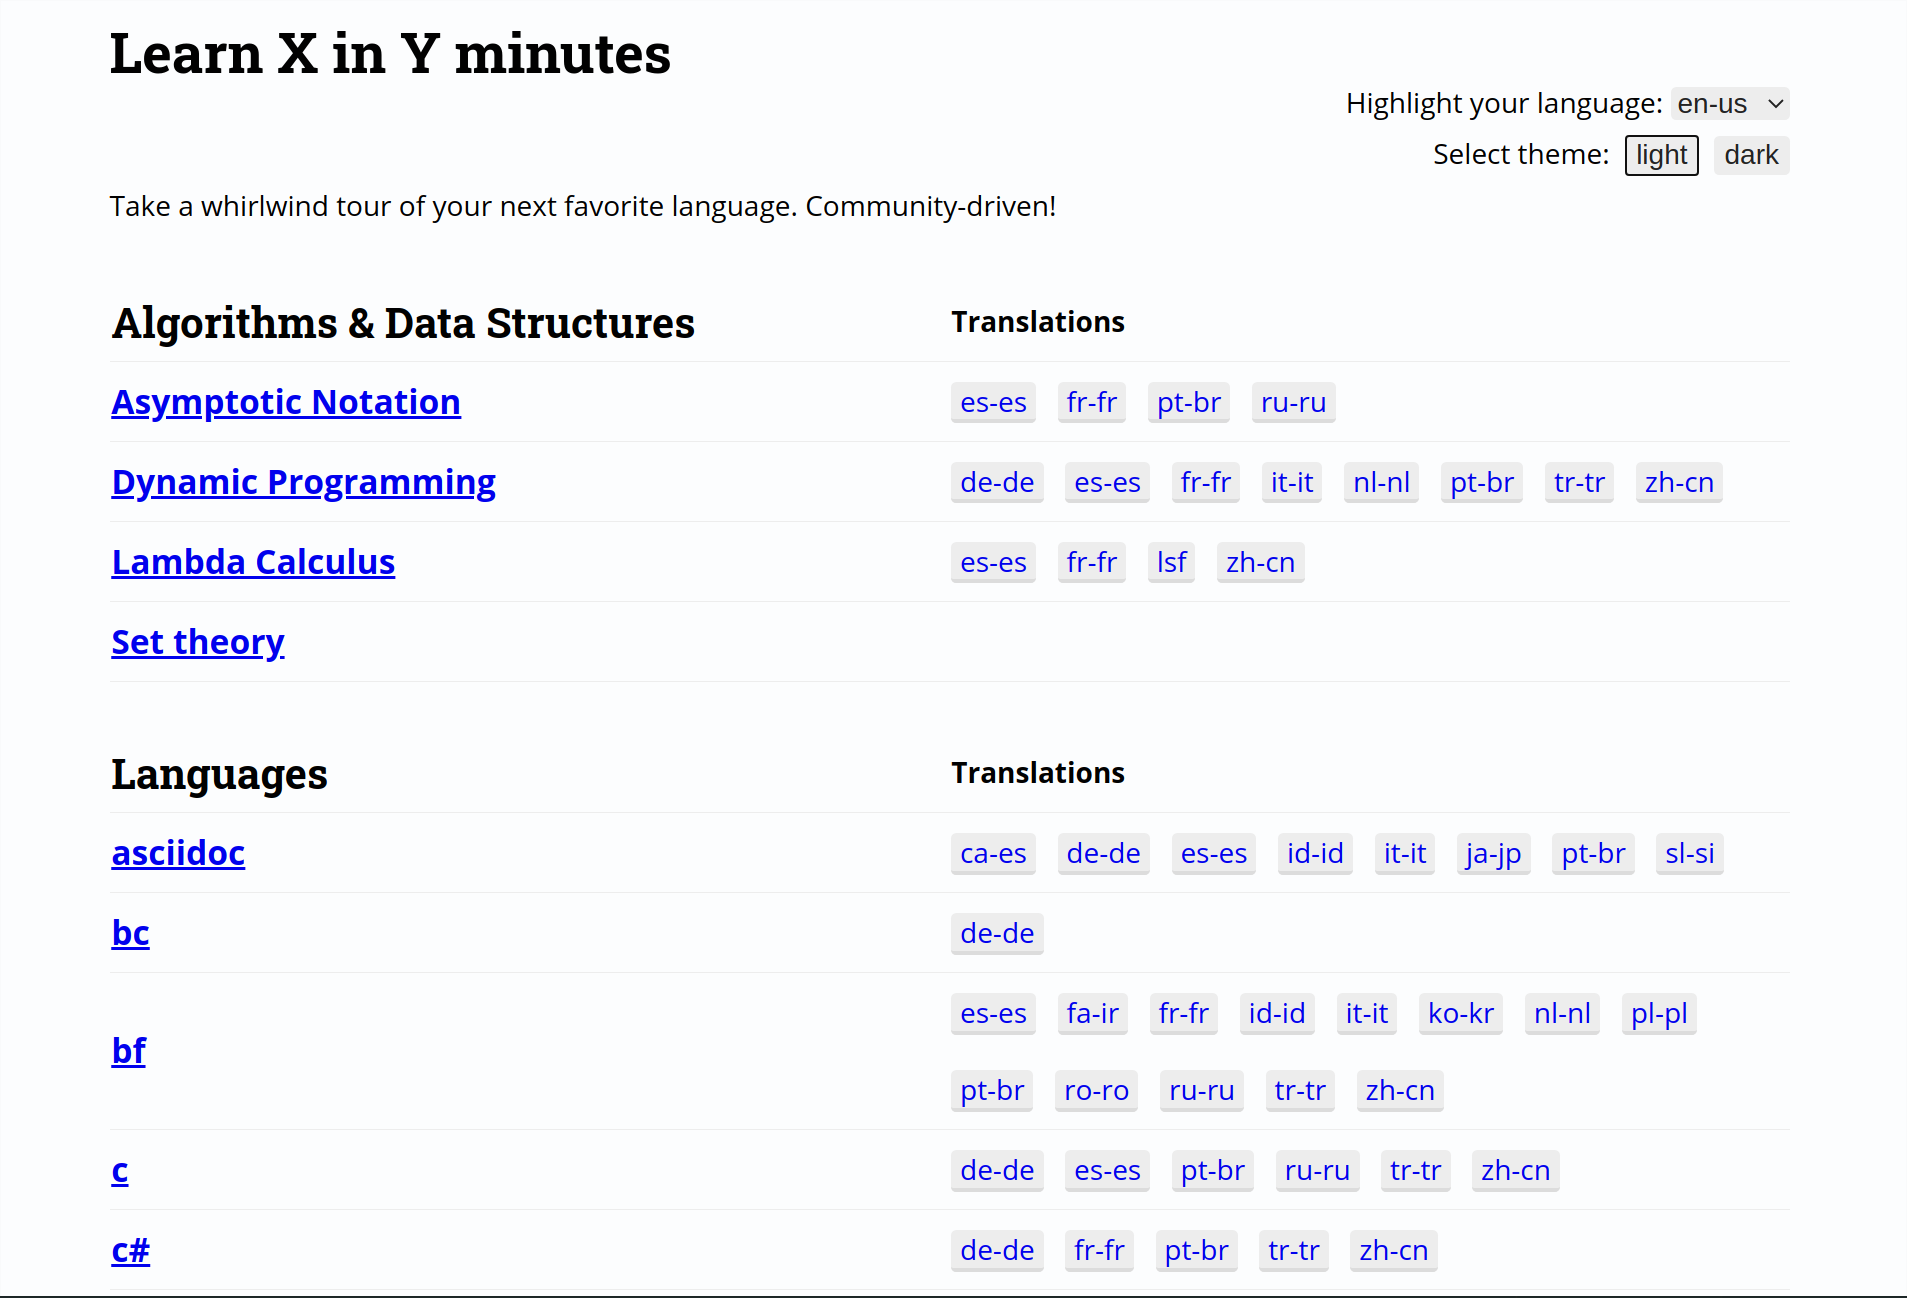 Learn X in Y minutes
Highlight your language: en-us
Select theme: light dark
Take a whirlwind tour of your next favorite language. Community-driven!
Algorithms & Data Structures Translations
Asymptotic Notation es-es fr-fr pt-br ru-ru
Dynamic Programming de-de es-es fr-fr it-it nl-nl pt-br tr-tr zh-cn
Lambda Calculus es-es fr-fr lsf zh-cn
Set theory
Languages Translations
asciidoc ca-es de-de es-es id-id it-it ja-jp pt-br sl-si
bc de-de
bf es-es fa-ir fr-fr id-id it-it ko-kr nl-nl pl-pl
pt-br ro-ro ru-ru tr-tr zh-cn
c de-de es-es pt-br ru-ru tr-tr zh-cn
c# de-de fr-fr pt-br tr-tr zh-cn